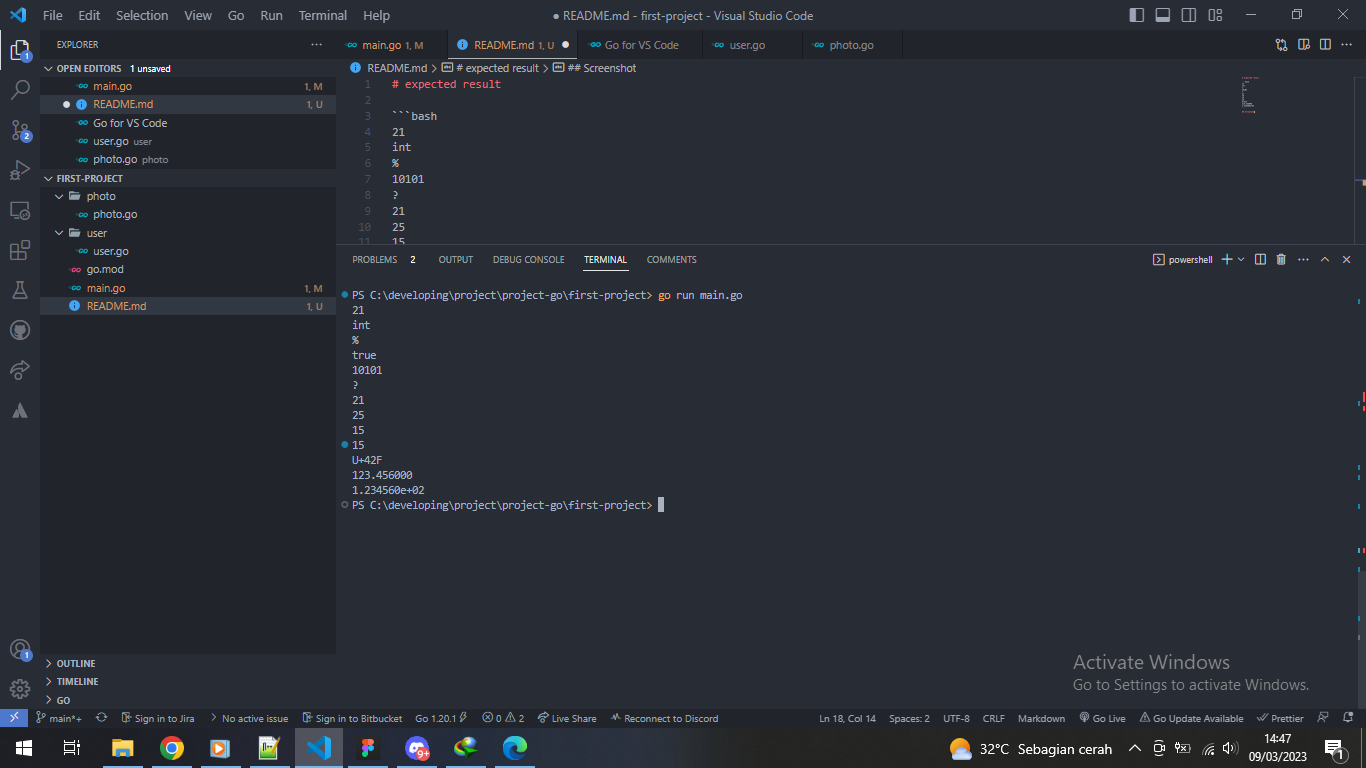 File Edit Selection View Go Run Terminal Help ● README.md - first-project - Visual Studio Code
EXPLORER ···
main.go 1, M README.md 1, U ● Go for VS Code user.go photo.go
OPEN EDITORS 1 unsaved
main.go 1, M
README.md 1, U
Go for VS Code
user.go user
photo.go photo
FIRST-PROJECT
photo
photo.go
user
user.go
go.mod
main.go 1, M
README.md 1, U
OUTLINE
TIMELINE
GO
1
2
1
README.md > # expected result > ## Screenshot
1 # expected result
2
3 ```bash
4 21
5 int
6 %
7 10101
8 ?
9 21
10 25
11 15
PROBLEMS 2 OUTPUT DEBUG CONSOLE TERMINAL COMMENTS powershell
PS C:\developing\project\project-go\first-project> go run main.go
21
int
%
true
10101
?
21
25
15
15
U+42F
123.456000
1.234560e+02
PS C:\developing\project\project-go\first-project>
Activate Windows
Go to Settings to activate Windows.
main*+ Sign in to Jira No active issue Sign in to Bitbucket Go 1.20.1 0 2 Live Share Reconnect to Discord Ln 18, Col 14 Spaces: 2 UTF-8 CRLF Markdown Go Live Go Update Available Prettier
9+ 32°C Sebagian cerah 14:47
09/03/2023
1